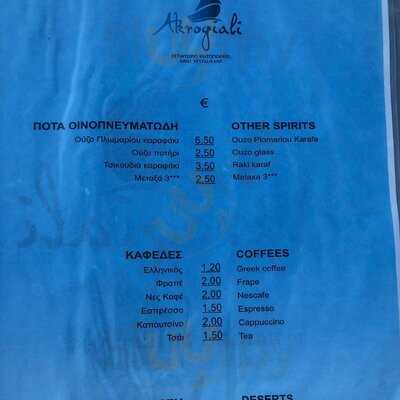 Akrogiali
€
ΠΟΤΑ ΟΙΝΟΠΝΕΥΜΑΤΩΔΗ OTHER SPIRITS
Ούζο Πλωμαρίου καραφάκι 6,50 Ouzo Plomariou Karafe
Ούζο ποτήρι 2,50 Ouzo glass
Τσικουδιά καραφάκι 3,50 Raki karaf
Μεταξά 3*** 2,50 Metaxa 3***
ΚΑΦΕΔΕΣ COFFEES
Ελληνικός 1,20 Greek coffee
Φραπέ 2,00 Frape
Νες Καφέ 2,00 Nescafe
Εσπρέσσο 1,50 Espresso
Καπουτσίνο 2,00 Cappuccino
Τσάι 1,50 Tea
DESERTS